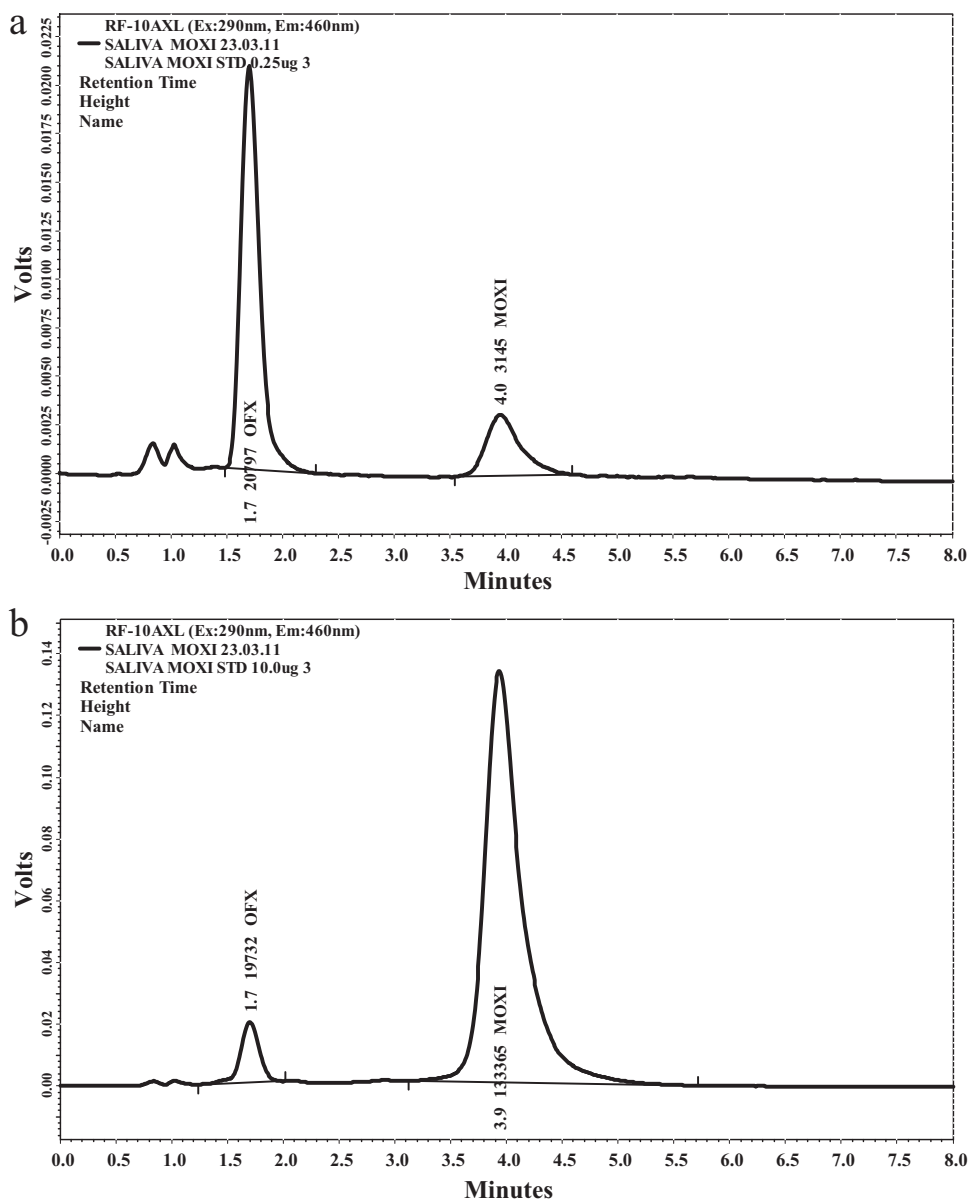 a
RF-10AXL (Ex:290nm, Em:460nm)
SALIVA MOXI 23.03.11
SALIVA MOXI STD 0.25ug 3
Retention Time
Height
Name
Volts
0.0225
0.0200
0.0175
0.0150
0.0125
0.0100
0.0075
0.0050
0.0025
0.0000
-0.0025
1.7 20797 OFX
4.0 3145 MOXI
0.0 0.5 1.0 1.5 2.0 2.5 3.0 3.5 4.0 4.5 5.0 5.5 6.0 6.5 7.0 7.5 8.0
Minutes
b
RF-10AXL (Ex:290nm, Em:460nm)
SALIVA MOXI 23.03.11
SALIVA MOXI STD 10.0ug 3
Retention Time
Height
Name
Volts
0.14
0.12
0.10
0.08
0.06
0.04
0.02
0.00
1.7 19732 OFX
3.9 133365 MOXI
0.0 0.5 1.0 1.5 2.0 2.5 3.0 3.5 4.0 4.5 5.0 5.5 6.0 6.5 7.0 7.5 8.0
Minutes